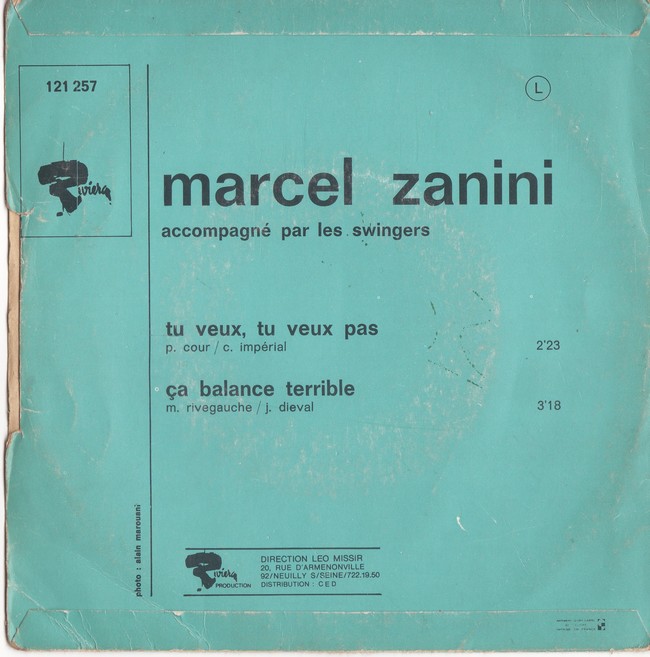 121 257
L
Riviera
marcel zanini
accompagné par les swingers
tu veux, tu veux pas
p. cour / c. impérial
2'23
ça balance terrible
m. rivegauche / j. dieval
3'18
photo : alain marouani
Riviera
PRODUCTION
DIRECTION LEO MISSIR
20, RUE D'ARMENONVILLE
92/NEUILLY S/SEINE/722.19.50
DISTRIBUTION : CED